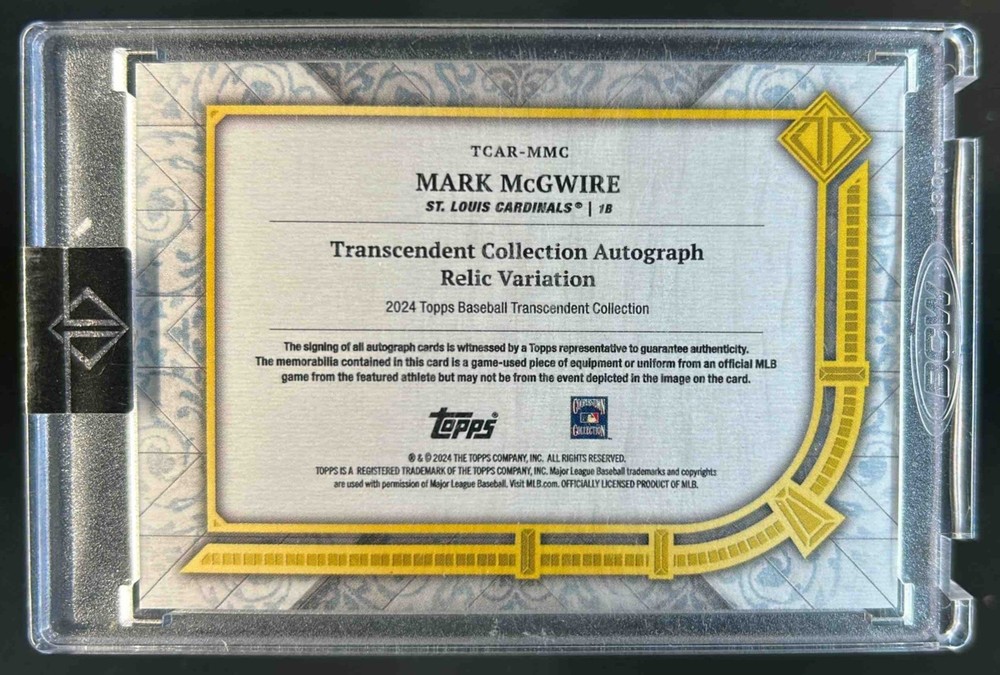 TCAR-MMC
MARK McGWIRE
ST. LOUIS CARDINALS® | 1B
Transcendent Collection Autograph
Relic Variation
2024 Topps Baseball Transcendent Collection
The signing of all autograph cards is witnessed by a Topps representative to guarantee authenticity.
The memorabilia contained in this card is a game-used piece of equipment or uniform from an official MLB
game from the featured athlete but may not be from the event depicted in the image on the card.
topps®
COOPERSTOWN
COLLECTION
® & © 2024 THE TOPPS COMPANY, INC. ALL RIGHTS RESERVED.
TOPPS IS A REGISTERED TRADEMARK OF THE TOPPS COMPANY, INC. Major League Baseball trademarks and copyrights
are used with permission of Major League Baseball. Visit MLB.com. OFFICIALLY LICENSED PRODUCT OF MLB.
BCW